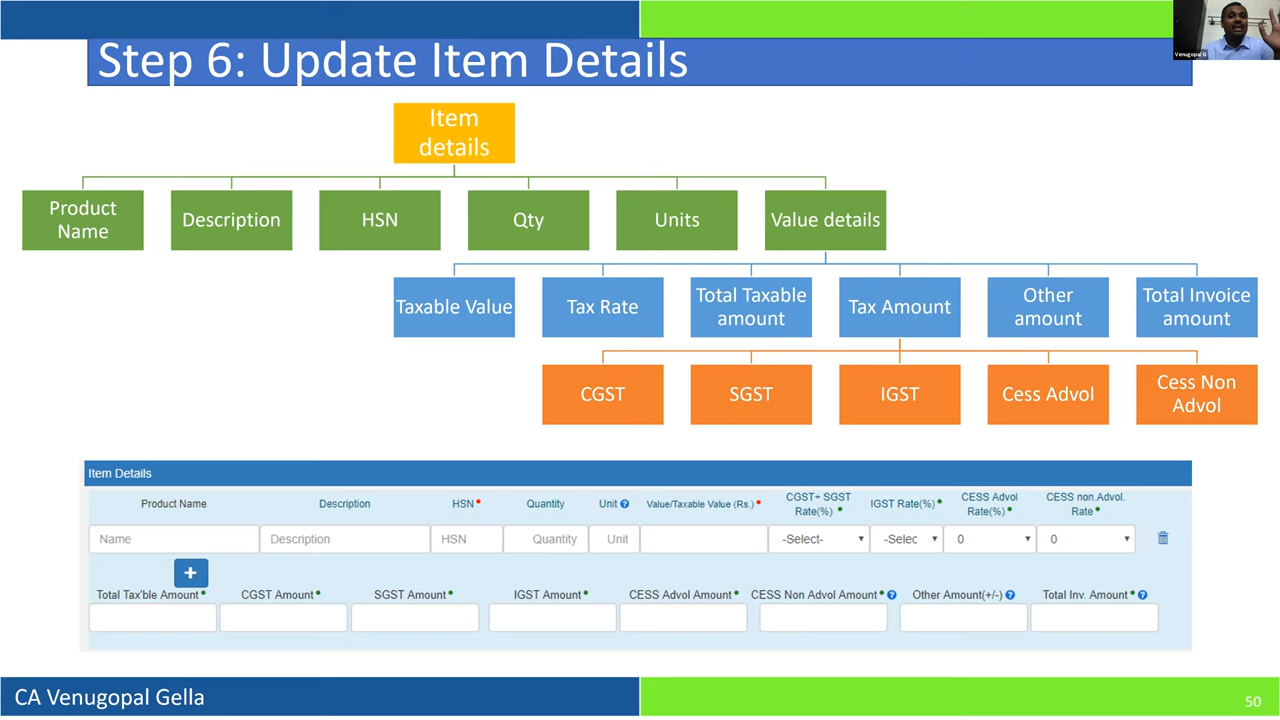 Step 6: Update Item Details
Venugopal G
Item
details
Product
Name
Description
HSN
Qty
Units
Value details
Taxable Value
Tax Rate
Total Taxable
amount
Tax Amount
Other
amount
Total Invoice
amount
CGST
SGST
IGST
Cess Advol
Cess Non
Advol
Item Details
Product Name
Description
HSN
Quantity
Unit
Value/Taxable Value (Rs.)
CGST+ SGST
Rate(%)
IGST Rate(%)
CESS Advol
Rate(%)
CESS non.Advol.
Rate
Name
Description
HSN
Quantity
Unit
-Select-
-Selec
0
0
+
Total Tax'ble Amount
CGST Amount
SGST Amount
IGST Amount
CESS Advol Amount
CESS Non Advol Amount
Other Amount(+/-)
Total Inv. Amount
CA Venugopal Gella
50